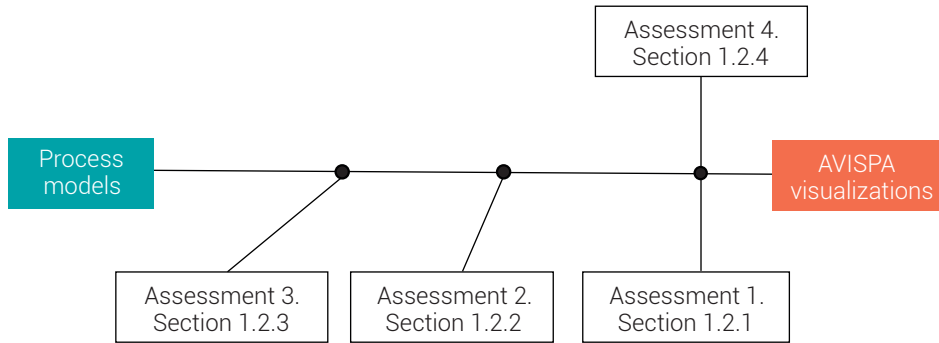 Assessment 4.
Section 1.2.4
Process
models
AVISPA
visualizations
Assessment 3.
Section 1.2.3
Assessment 2.
Section 1.2.2
Assessment 1.
Section 1.2.1